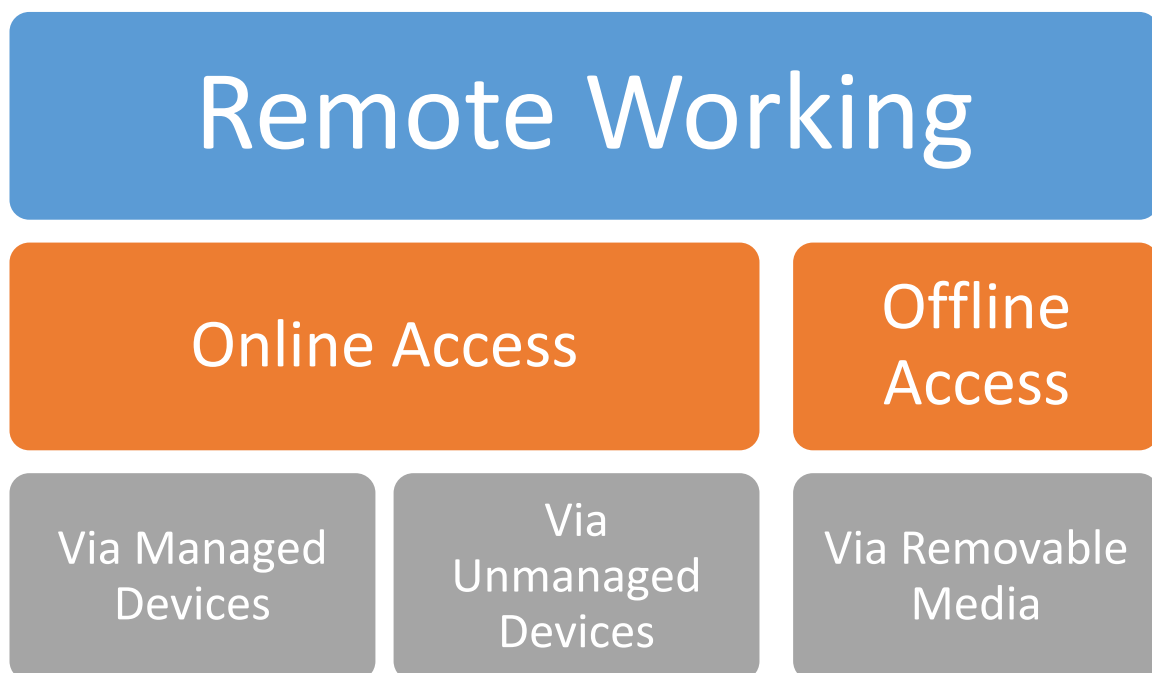 Remote Working
Online Access
Offline
Access
Via Managed
Devices
Via
Unmanaged
Devices
Via Removable
Media